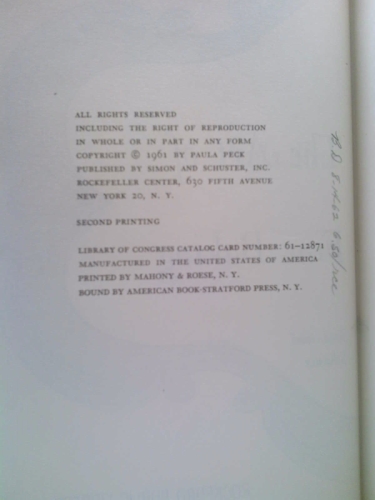 ALL RIGHTS RESERVED
INCLUDING THE RIGHT OF REPRODUCTION
IN WHOLE OR IN PART IN ANY FORM
COPYRIGHT © 1961 BY PAULA PECK
PUBLISHED BY SIMON AND SCHUSTER, INC.
ROCKEFELLER CENTER, 630 FIFTH AVENUE
NEW YORK 20, N. Y.
SECOND PRINTING
LIBRARY OF CONGRESS CATALOG CARD NUMBER: 61–12871
MANUFACTURED IN THE UNITED STATES OF AMERICA
PRINTED BY MAHONY & ROESE, N. Y.
BOUND BY AMERICAN BOOK-STRATFORD PRESS, N. Y.